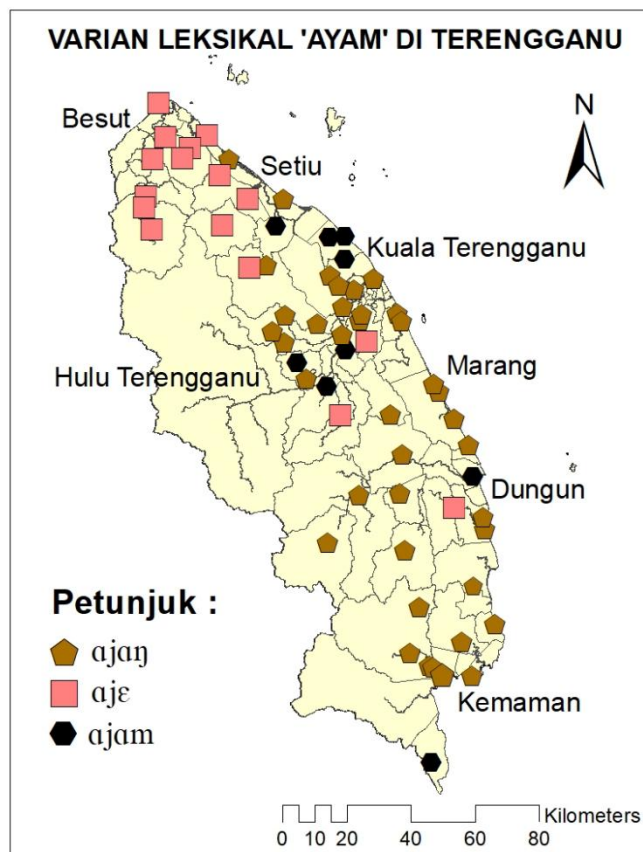 VARIAN LEKSIKAL 'AYAM' DI TERENGGANU
Besut
N
Setiu
Kuala Terengganu
Hulu Terengganu
Marang
Dungun
Petunjuk :
ɑjɑŋ
ɑjɛ
ɑjɑm
Kemaman
Kilometers
0 10 20 40 60 80